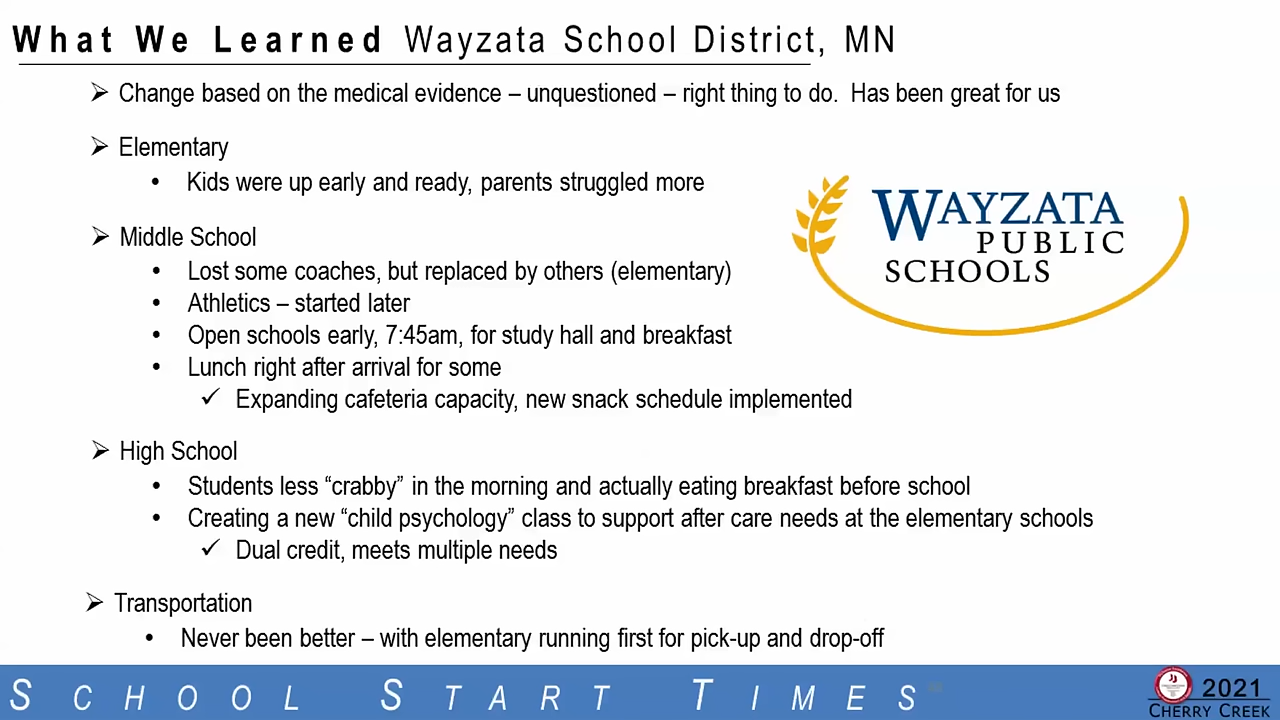 What We Learned Wayzata School District, MN
➢ Change based on the medical evidence – unquestioned – right thing to do.  Has been great for us
➢ Elementary
• Kids were up early and ready, parents struggled more
➢ Middle School
• Lost some coaches, but replaced by others (elementary)
• Athletics – started later
• Open schools early, 7:45am, for study hall and breakfast
• Lunch right after arrival for some
✓ Expanding cafeteria capacity, new snack schedule implemented
WAYZATA
PUBLIC
SCHOOLS
➢ High School
• Students less “crabby” in the morning and actually eating breakfast before school
• Creating a new “child psychology” class to support after care needs at the elementary schools
✓ Dual credit, meets multiple needs
➢ Transportation
• Never been better – with elementary running first for pick-up and drop-off
SCHOOL START TIMES
2021
CHERRY CREEK